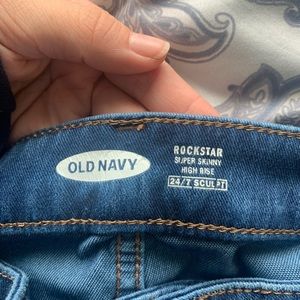 OLD NAVY
ROCKSTAR
SUPER SKINNY
HIGH RISE
24/7 SCULPT